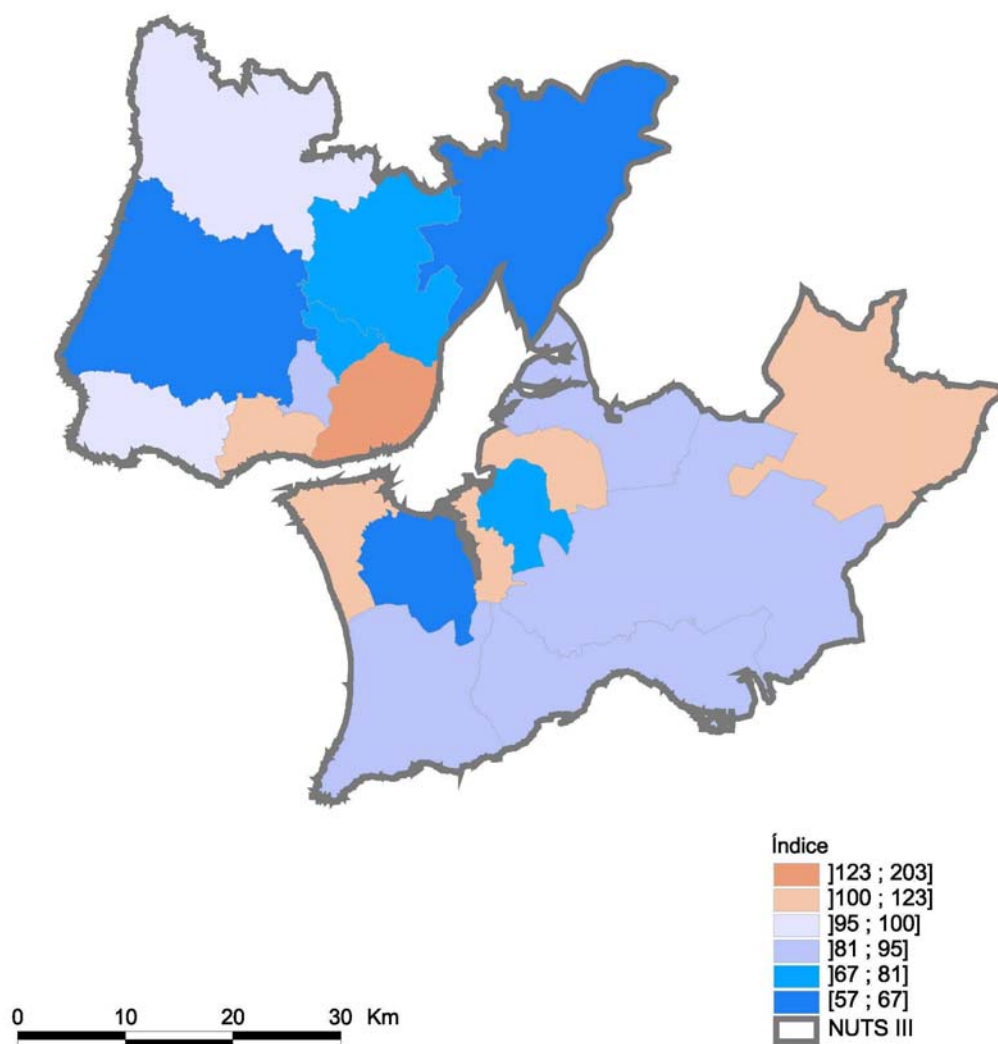 Índice
]123 ; 203]
]100 ; 123]
]95 ; 100]
]81 ; 95]
]67 ; 81]
[57 ; 67]
NUTS III
0 10 20 30 Km